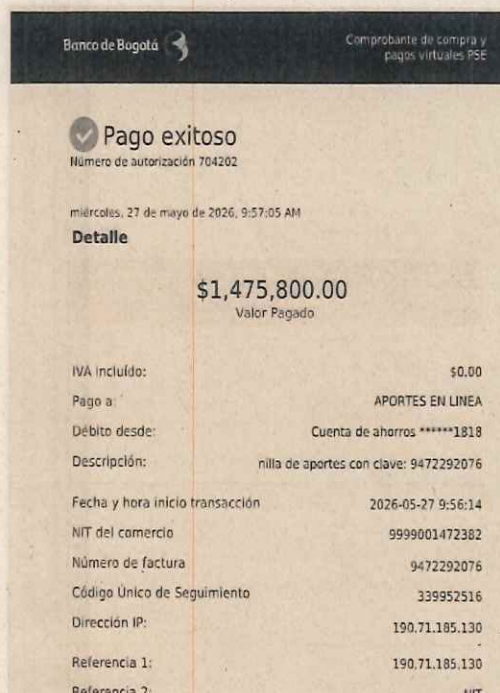 Banco de Bogotá
Comprobante de compra y
pagos virtuales PSE
Pago exitoso
Número de autorización 704202
miércoles, 27 de mayo de 2026, 9:57:05 AM
Detalle
$1,475,800.00
Valor Pagado
IVA incluído: $0.00
Pago a: APORTES EN LINEA
Débito desde: Cuenta de ahorros ******1818
Descripción: nilla de aportes con clave: 9472292076
Fecha y hora inicio transacción 2026-05-27 9:56:14
NIT del comercio 9999001472382
Número de factura 9472292076
Código Único de Seguimiento 339952516
Dirección IP: 190.71.185.130
Referencia 1: 190.71.185.130
Referencia 2: NIT